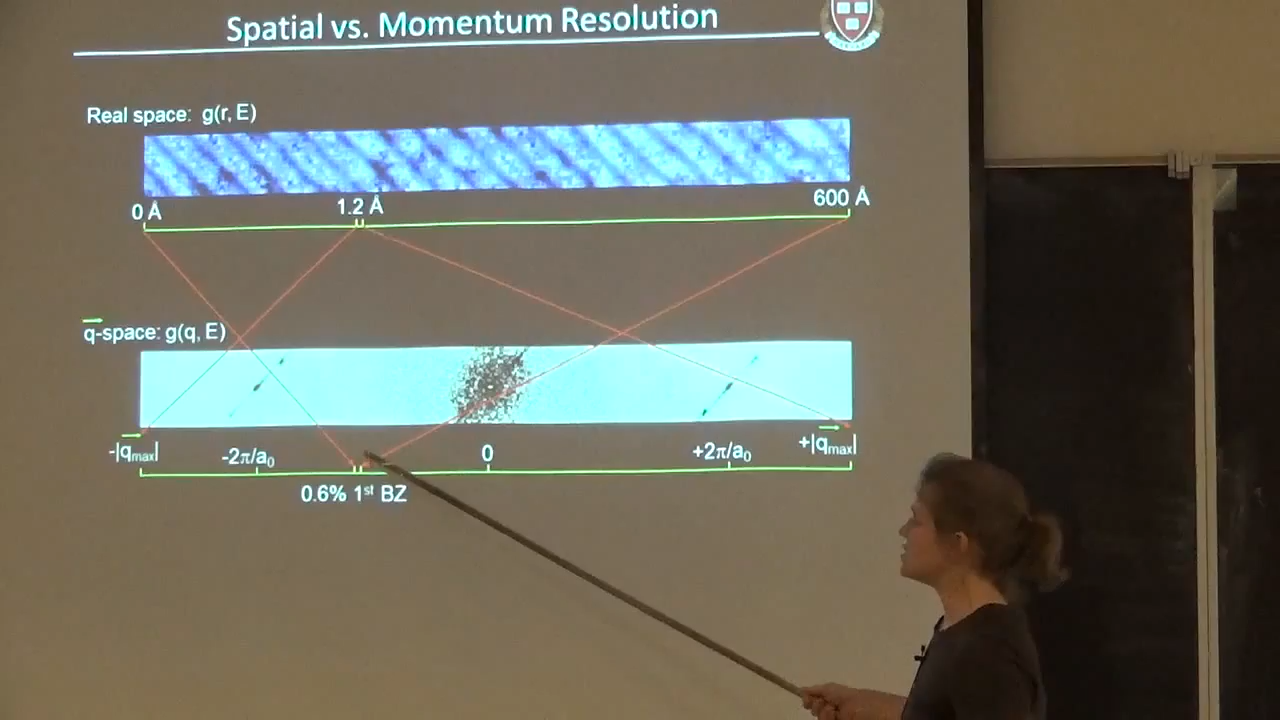 Spatial vs. Momentum Resolution
Real space: g(r, E)
0 Å
1.2 Å
600 Å
q-space: g(q, E)
-|qmax|
-2π/a0
0
+2π/a0
+|qmax|
0.6% 1st BZ